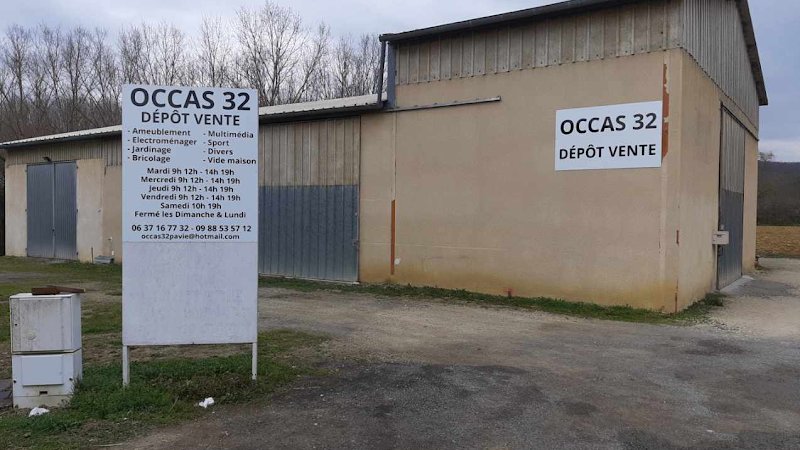 OCCAS 32
DÉPÔT VENTE
- Ameublement - Multimédia
- Electroménager - Sport
- Jardinage - Divers
- Bricolage - Vide maison
Mardi 9h 12h - 14h 19h
Mercredi 9h 12h - 14h 19h
Jeudi 9h 12h - 14h 19h
Vendredi 9h 12h - 14h 19h
Samedi 10h 19h
Fermé les Dimanche & Lundi
06 37 16 77 32 - 09 88 53 57 12
occas32pavie@hotmail.com
OCCAS 32
DÉPÔT VENTE